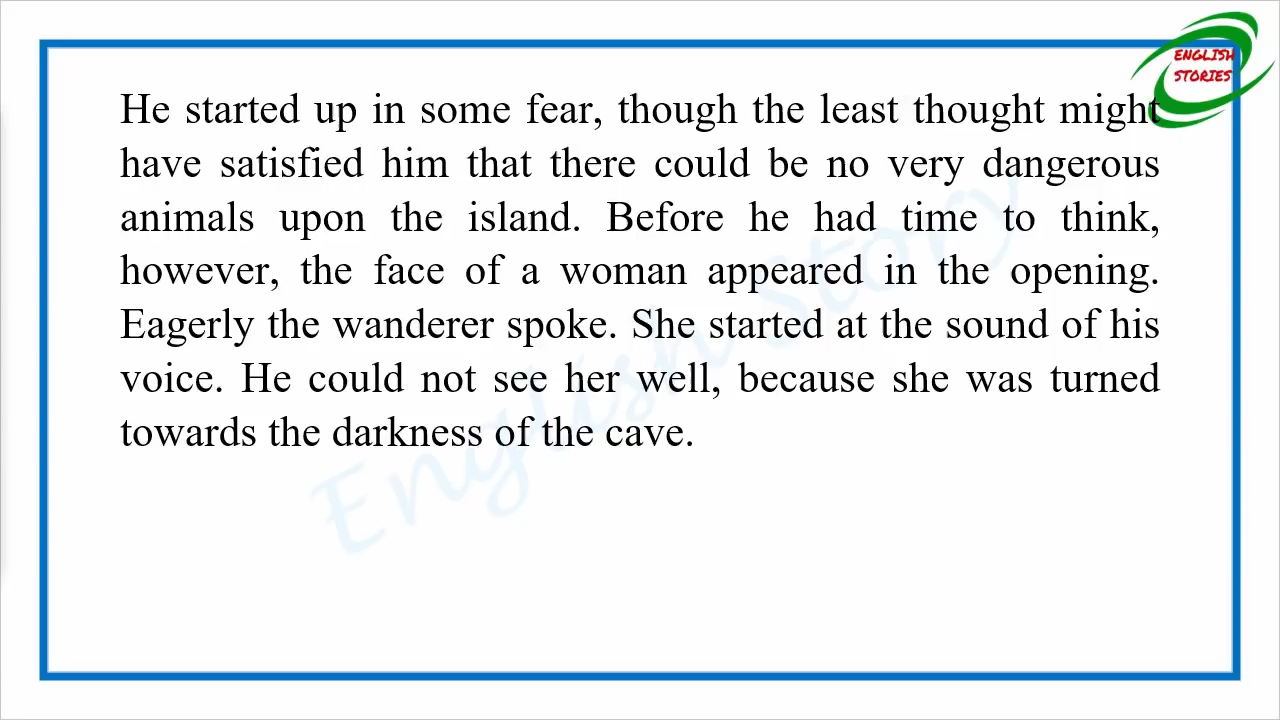 ENGLISH
STORIES
He started up in some fear, though the least thought might
have satisfied him that there could be no very dangerous
animals upon the island. Before he had time to think,
however, the face of a woman appeared in the opening.
Eagerly the wanderer spoke. She started at the sound of his
voice. He could not see her well, because she was turned
towards the darkness of the cave.
English Story